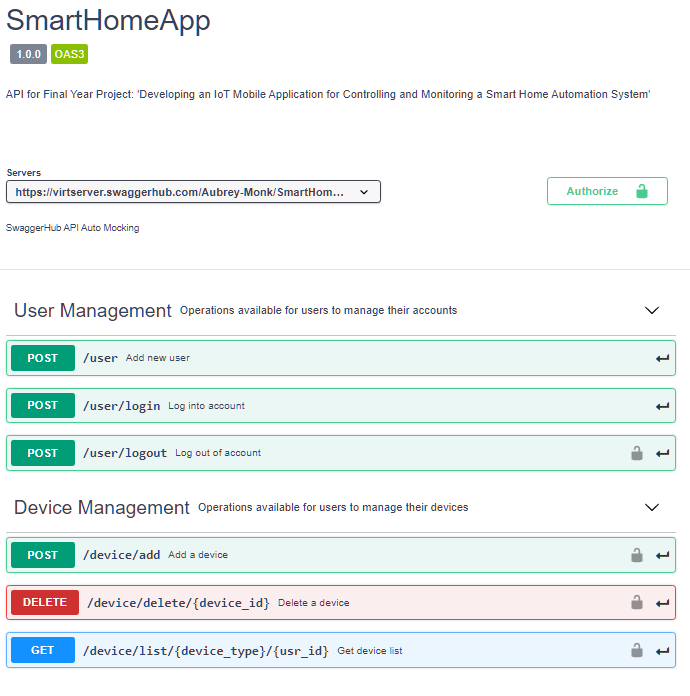 SmartHomeApp
1.0.0 OAS3
API for Final Year Project: 'Developing an IoT Mobile Application for Controlling and Monitoring a Smart Home Automation System'
Servers
https://virtserver.swaggerhub.com/Aubrey-Monk/SmartHom...
Authorize
SwaggerHub API Auto Mocking
User Management Operations available for users to manage their accounts
POST /user Add new user
POST /user/login Log into account
POST /user/logout Log out of account
Device Management Operations available for users to manage their devices
POST /device/add Add a device
DELETE /device/delete/{device_id} Delete a device
GET /device/list/{device_type}/{usr_id} Get device list